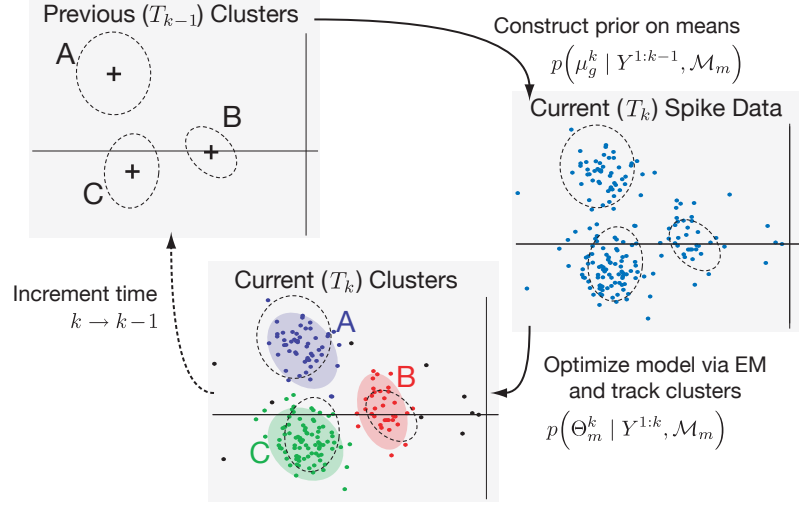 Previous (T_{k−1}) Clusters
A
B
C
Construct prior on means
p(μ_g^k | Y^{1:k−1}, ℳ_m)
Current (T_k) Spike Data
Optimize model via EM
and track clusters
p(Θ_m^k | Y^{1:k}, ℳ_m)
Current (T_k) Clusters
A
B
C
Increment time
k → k−1